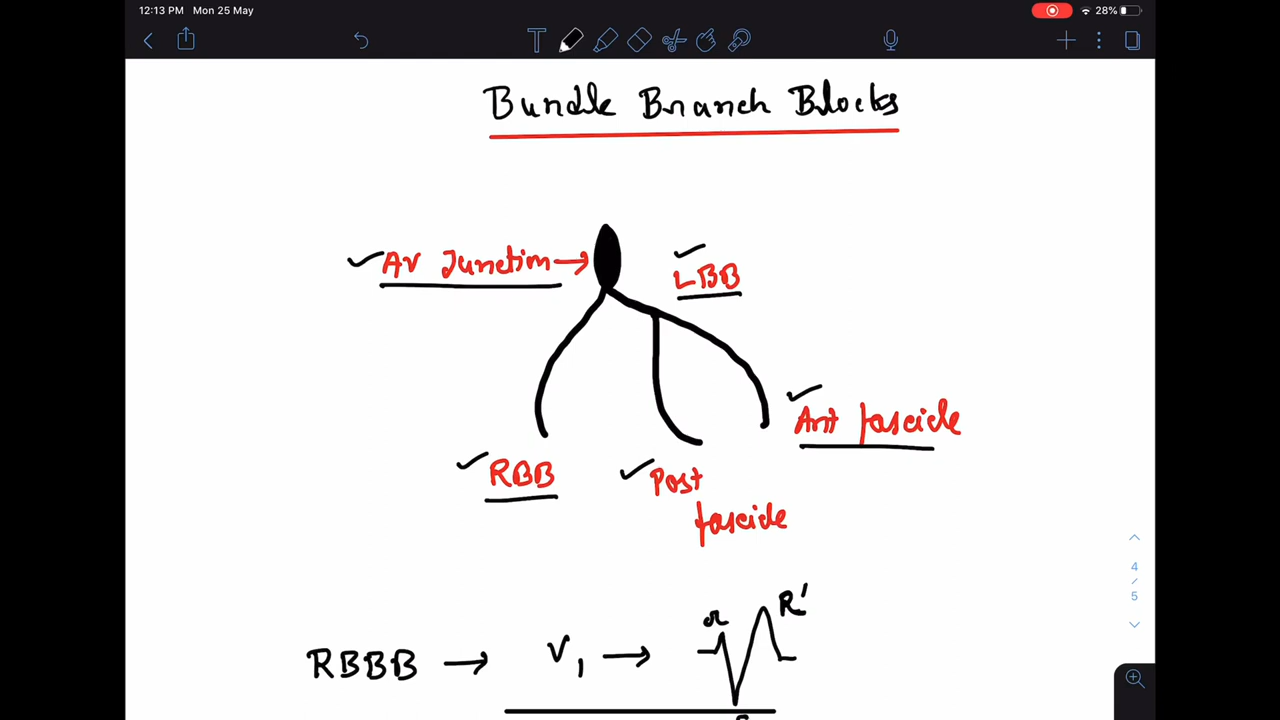 12:13 PM Mon 25 May
28%
T
Bundle Branch Blocks
AV Junction
LBB
Ant fascicle
RBB
Post
fascicle
4
/
5
r
R'
RBBB → V1 →